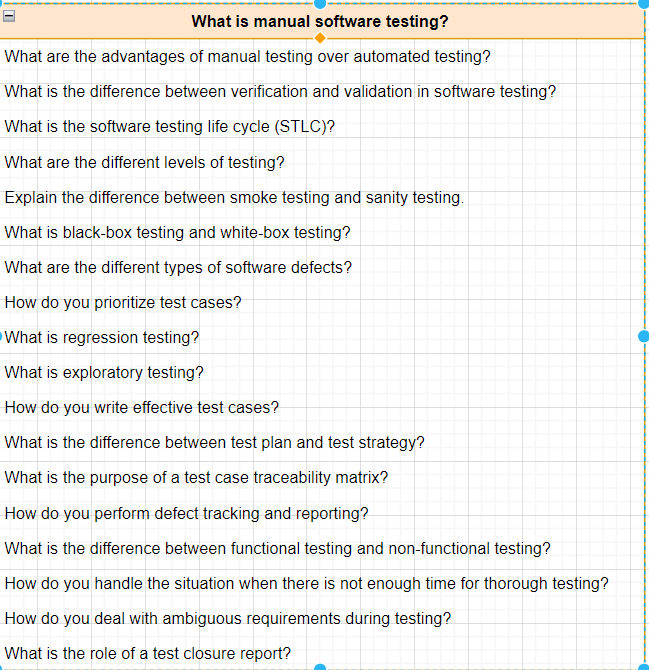 What is manual software testing?
What are the advantages of manual testing over automated testing?
What is the difference between verification and validation in software testing?
What is the software testing life cycle (STLC)?
What are the different levels of testing?
Explain the difference between smoke testing and sanity testing.
What is black-box testing and white-box testing?
What are the different types of software defects?
How do you prioritize test cases?
What is regression testing?
What is exploratory testing?
How do you write effective test cases?
What is the difference between test plan and test strategy?
What is the purpose of a test case traceability matrix?
How do you perform defect tracking and reporting?
What is the difference between functional testing and non-functional testing?
How do you handle the situation when there is not enough time for thorough testing?
How do you deal with ambiguous requirements during testing?
What is the role of a test closure report?